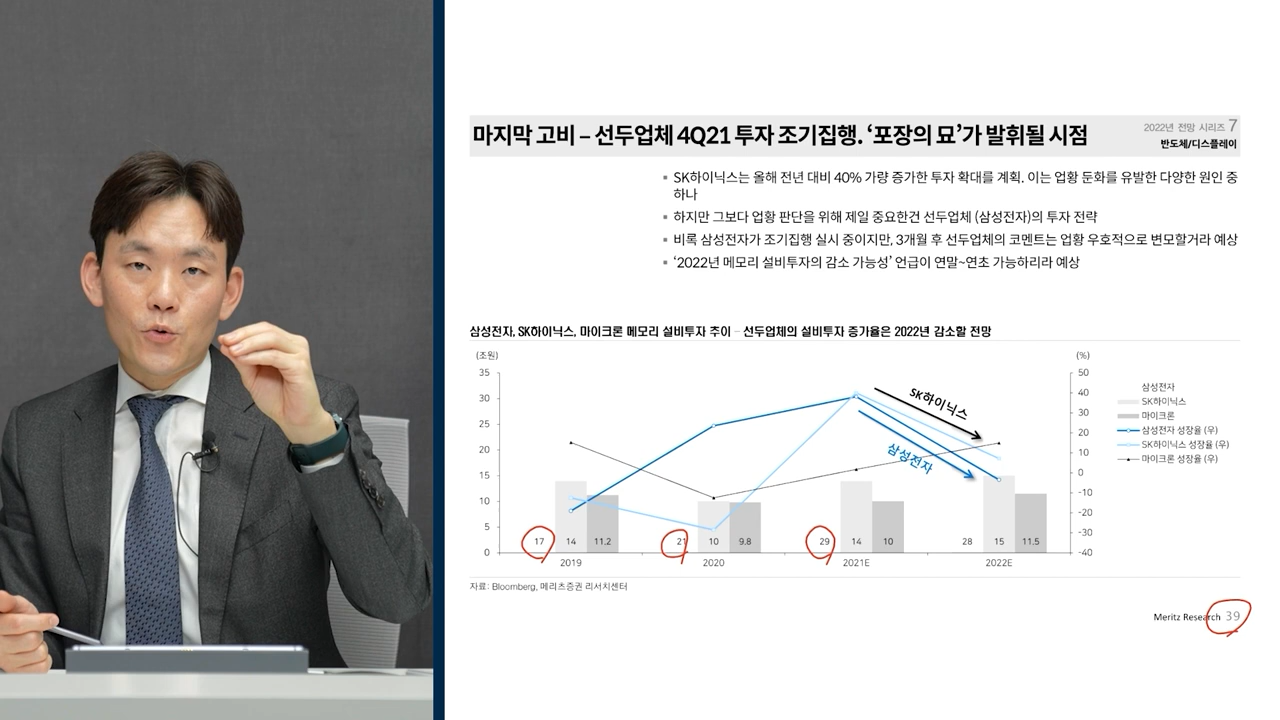 마지막 고비 – 선두업체 4Q21 투자 조기집행. ‘포장의 묘’가 발휘될 시점
2022년 전망 시리즈 7
반도체/디스플레이
▪ SK하이닉스는 올해 전년 대비 40% 가량 증가한 투자 확대를 계획. 이는 업황 둔화를 유발한 다양한 원인 중
하나
▪ 하지만 그보다 업황 판단을 위해 제일 중요한건 선두업체 (삼성전자)의 투자 전략
▪ 비록 삼성전자가 조기집행 실시 중이지만, 3개월 후 선두업체의 코멘트는 업황 우호적으로 변모할거라 예상
▪ ‘2022년 메모리 설비투자의 감소 가능성’ 언급이 연말~연초 가능하리라 예상
삼성전자, SK하이닉스, 마이크론 메모리 설비투자 추이 – 선두업체의 설비투자 증가율은 2022년 감소할 전망
(조원)
(%)
35
30
25
20
15
10
5
0
50
40
30
20
10
0
-10
-20
-30
-40
SK하이닉스
삼성전자
17 14 11.2
21 10 9.8
29 14 10
28 15 11.5
2019 2020 2021E 2022E
삼성전자
SK하이닉스
마이크론
삼성전자 성장율 (우)
SK하이닉스 성장율 (우)
마이크론 성장율 (우)
자료: Bloomberg, 메리츠증권 리서치센터
Meritz Research 39